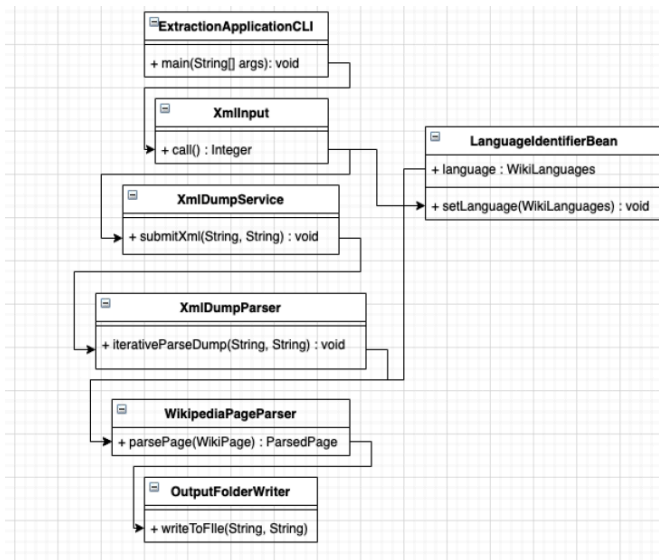 ExtractionApplicationCLI
+ main(String[] args): void
XmlInput
+ call() : Integer
LanguageIdentifierBean
+ language : WikiLanguages
+ setLanguage(WikiLanguages) : void
XmlDumpService
+ submitXml(String, String) : void
XmlDumpParser
+ iterativeParseDump(String, String) : void
WikipediaPageParser
+ parsePage(WikiPage) : ParsedPage
OutputFolderWriter
+ writeToFIle(String, String)